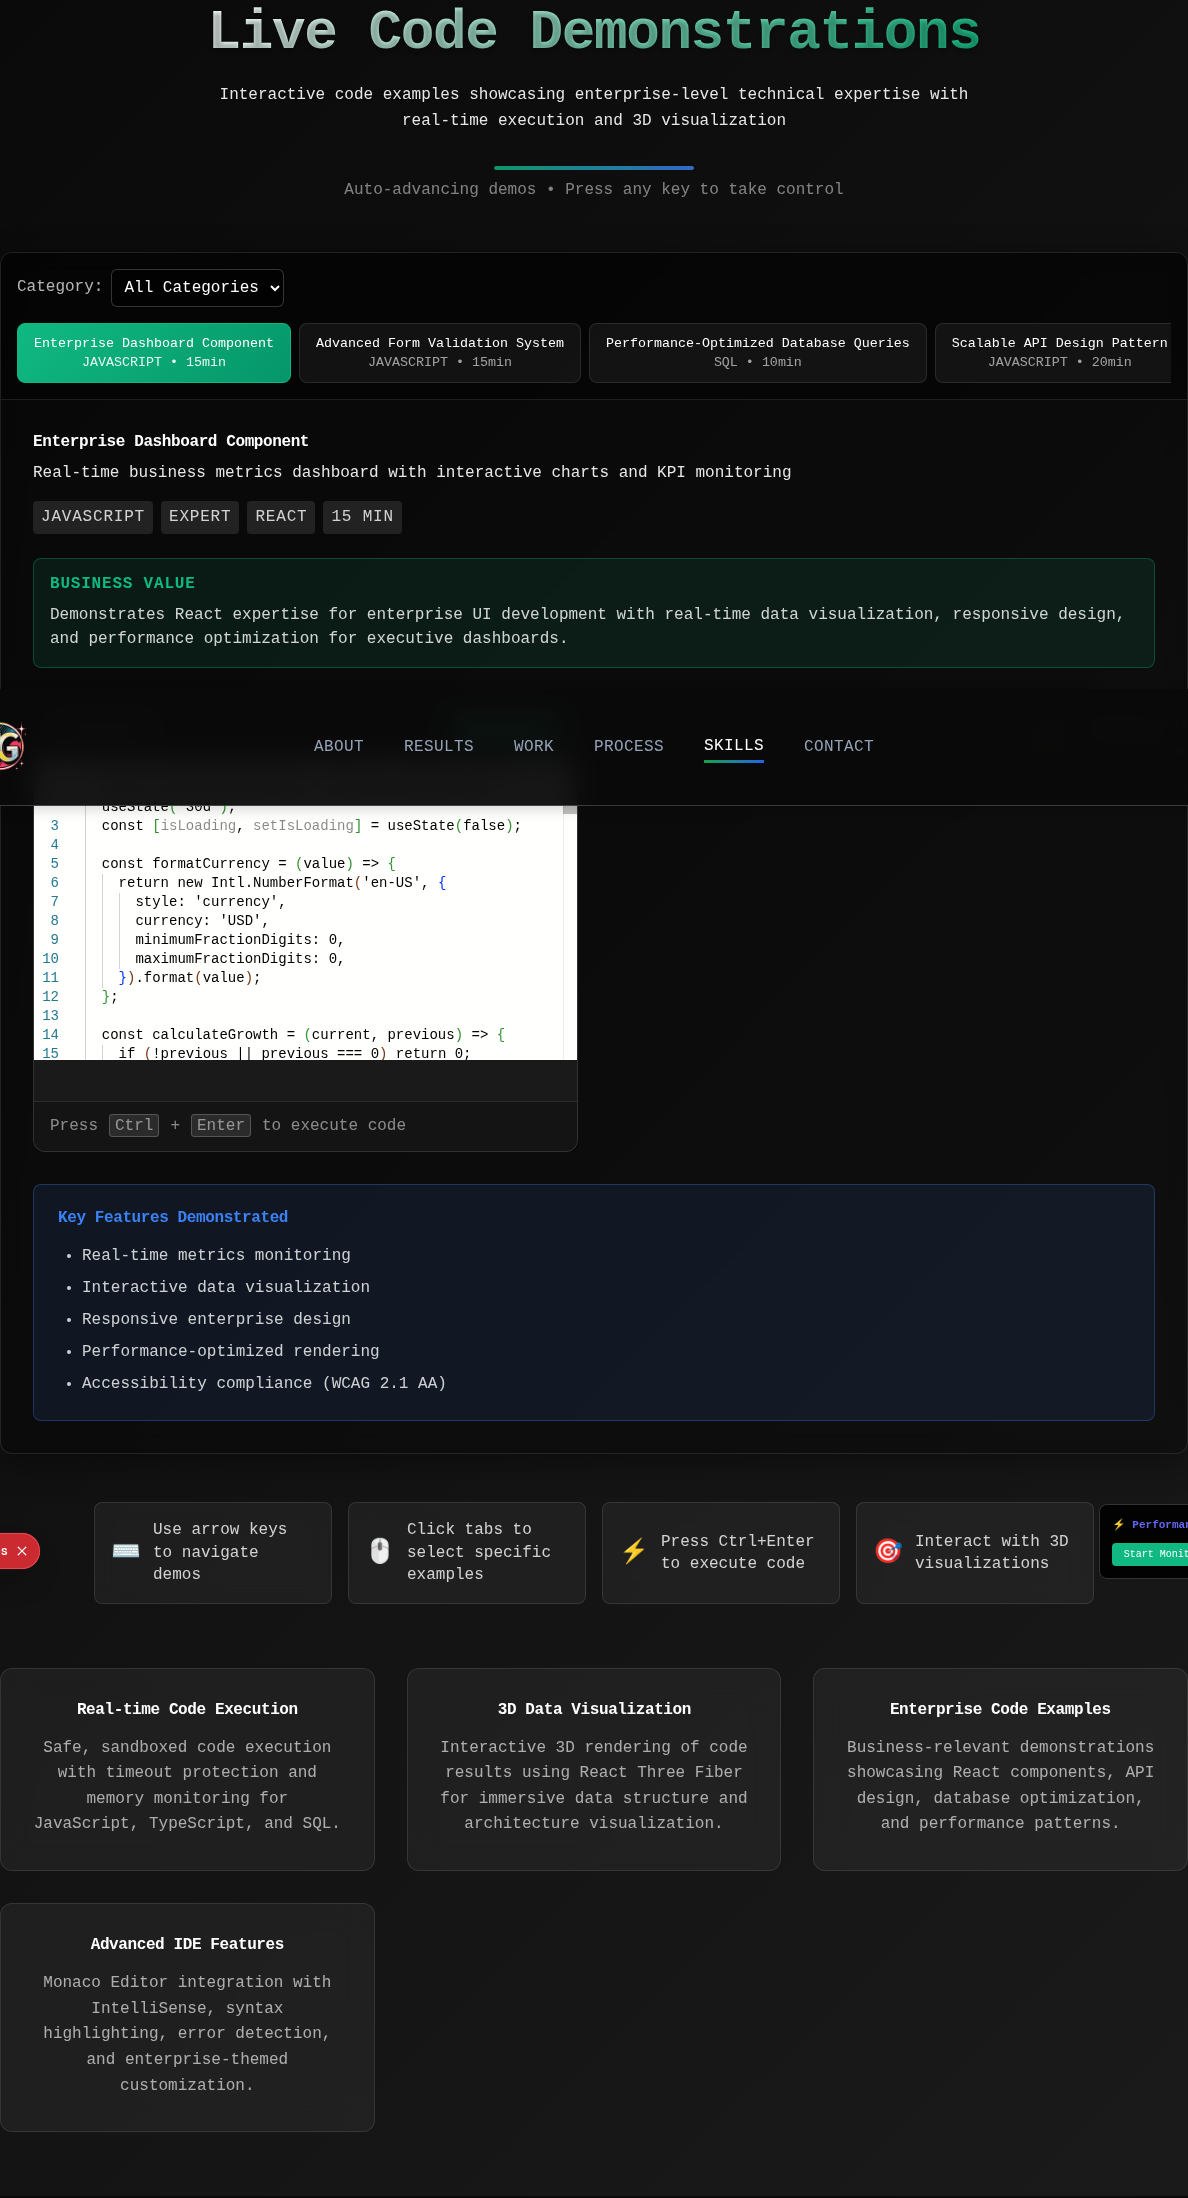 Live Code Demonstrations
Interactive code examples showcasing enterprise-level technical expertise with
real-time execution and 3D visualization
Auto-advancing demos • Press any key to take control
Category: All Categories
Enterprise Dashboard Component
JAVASCRIPT • 15min
Advanced Form Validation System
JAVASCRIPT • 15min
Performance-Optimized Database Queries
SQL • 10min
Scalable API Design Pattern
JAVASCRIPT • 20min
Enterprise Dashboard Component
Real-time business metrics dashboard with interactive charts and KPI monitoring
JAVASCRIPT EXPERT REACT 15 MIN
BUSINESS VALUE
Demonstrates React expertise for enterprise UI development with real-time data visualization, responsive design,
and performance optimization for executive dashboards.
G
ABOUT RESULTS WORK PROCESS SKILLS CONTACT
useState('30d');
3 const [isLoading, setIsLoading] = useState(false);
4
5 const formatCurrency = (value) => {
6 return new Intl.NumberFormat('en-US', {
7 style: 'currency',
8 currency: 'USD',
9 minimumFractionDigits: 0,
10 maximumFractionDigits: 0,
11 }).format(value);
12 };
13
14 const calculateGrowth = (current, previous) => {
15 if (!previous || previous === 0) return 0;
Press Ctrl + Enter to execute code
Key Features Demonstrated
• Real-time metrics monitoring
• Interactive data visualization
• Responsive enterprise design
• Performance-optimized rendering
• Accessibility compliance (WCAG 2.1 AA)
s ×
⌨️ Use arrow keys
to navigate
demos
🖱️ Click tabs to
select specific
examples
⚡ Press Ctrl+Enter
to execute code
🎯 Interact with 3D
visualizations
⚡ Performan
Start Monit
Real-time Code Execution
Safe, sandboxed code execution
with timeout protection and
memory monitoring for
JavaScript, TypeScript, and SQL.
3D Data Visualization
Interactive 3D rendering of code
results using React Three Fiber
for immersive data structure and
architecture visualization.
Enterprise Code Examples
Business-relevant demonstrations
showcasing React components, API
design, database optimization,
and performance patterns.
Advanced IDE Features
Monaco Editor integration with
IntelliSense, syntax
highlighting, error detection,
and enterprise-themed
customization.